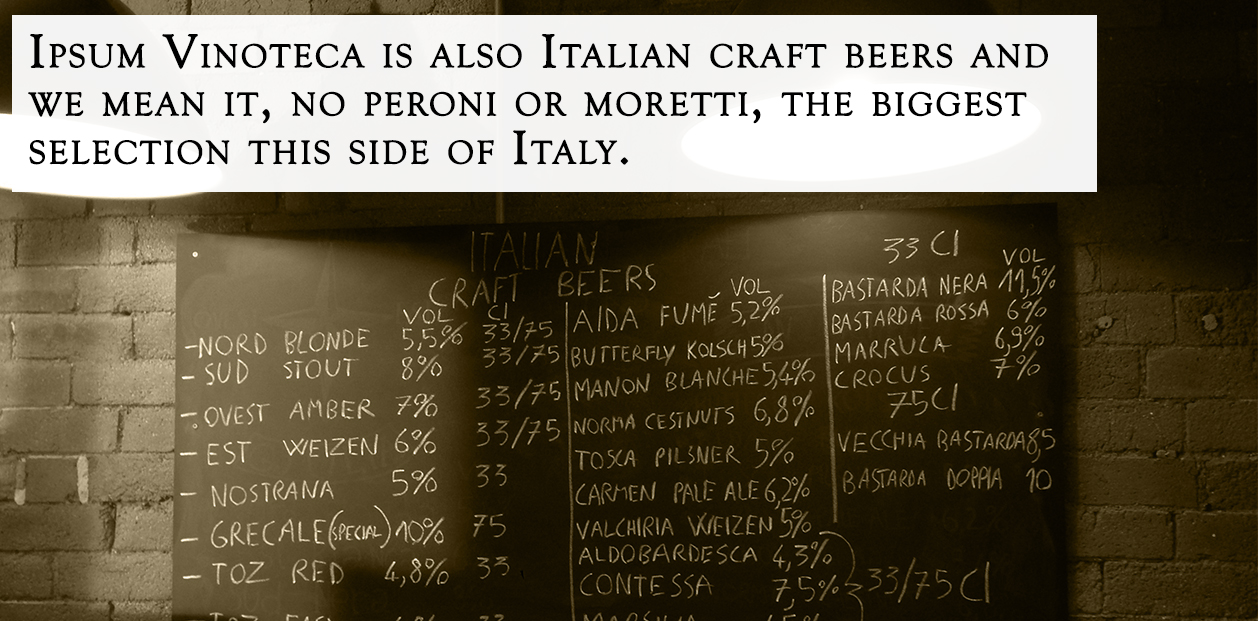 Ipsum Vinoteca is also Italian craft beers and
we mean it, no peroni or moretti, the biggest
selection this side of Italy.
ITALIAN
CRAFT BEERS
VOL Cl
-NORD BLONDE 5,5% 33/75
- SUD STOUT 8% 33/75
- OVEST AMBER 7% 33/75
- EST WEIZEN 6% 33/75
- NOSTRANA 5% 33
- GRECALE (SPECIAL) 10% 75
- TOZ RED 4,8% 33
VOL
AIDA FUMÉ 5,2%
BUTTERFLY KOLSCH 5%
MANON BLANCHE 5,4%
NORMA CESTNUTS 6,8%
TOSCA PILSNER 5%
CARMEN PALE ALE 6,2%
VALCHIRIA WEIZEN 5%
ALDOBARDESCA 4,3%
CONTESSA 7,5%
33/75 Cl
33 Cl
VOL
BASTARDA NERA 11,5%
BASTARDA ROSSA 6%
MARRUCA 6,9%
CROCUS 7%
75 Cl
VECCHIA BASTARDA 8,5
BASTARDA DOPPIA 10